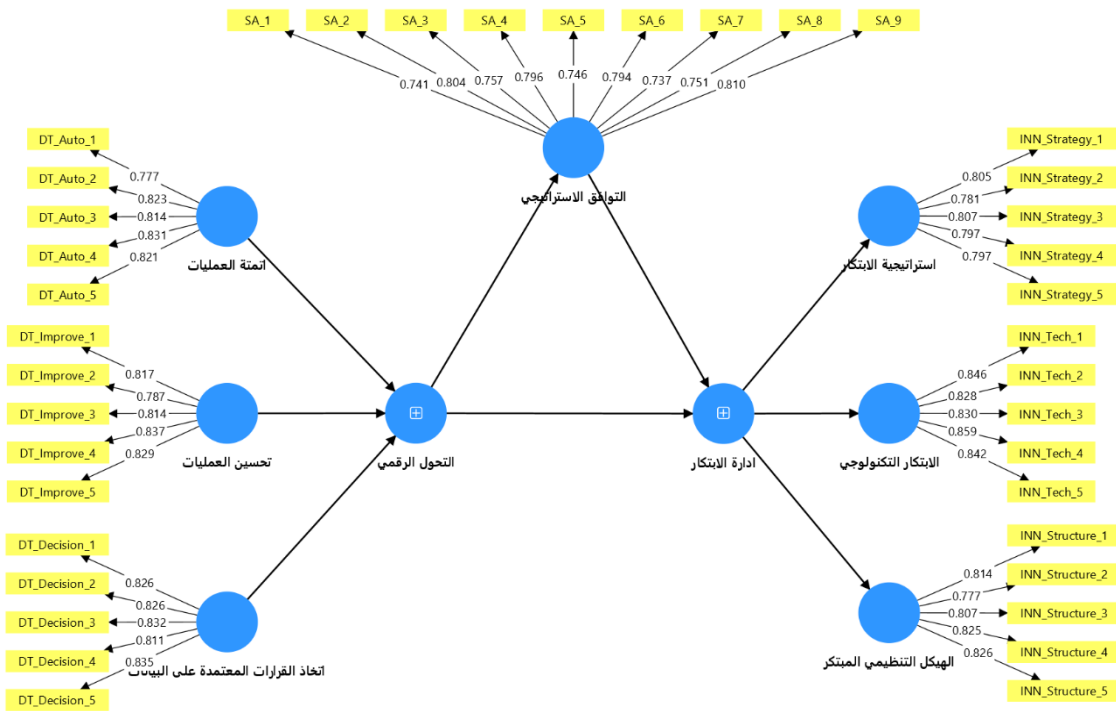 SA_1
SA_2
SA_3
SA_4
SA_5
SA_6
SA_7
SA_8
SA_9
0.741
0.804
0.757
0.796
0.746
0.794
0.737
0.751
0.810
التوافق الاستراتيجي
DT_Auto_1
DT_Auto_2
DT_Auto_3
DT_Auto_4
DT_Auto_5
0.777
0.823
0.814
0.831
0.821
اتمتة العمليات
DT_Improve_1
DT_Improve_2
DT_Improve_3
DT_Improve_4
DT_Improve_5
0.817
0.787
0.814
0.837
0.829
تحسين العمليات
DT_Decision_1
DT_Decision_2
DT_Decision_3
DT_Decision_4
DT_Decision_5
0.826
0.826
0.832
0.811
0.835
اتخاذ القرارات المعتمدة على
التحول الرقمي
ادارة الابتكار
INN_Strategy_1
INN_Strategy_2
INN_Strategy_3
INN_Strategy_4
INN_Strategy_5
0.805
0.781
0.807
0.797
0.797
استراتيجية الابتكار
INN_Tech_1
INN_Tech_2
INN_Tech_3
INN_Tech_4
INN_Tech_5
0.846
0.828
0.830
0.859
0.842
الابتكار التكنولوجي
INN_Structure_1
INN_Structure_2
INN_Structure_3
INN_Structure_4
INN_Structure_5
0.814
0.777
0.807
0.825
0.826
الهيكل التنظيمي المبتكر